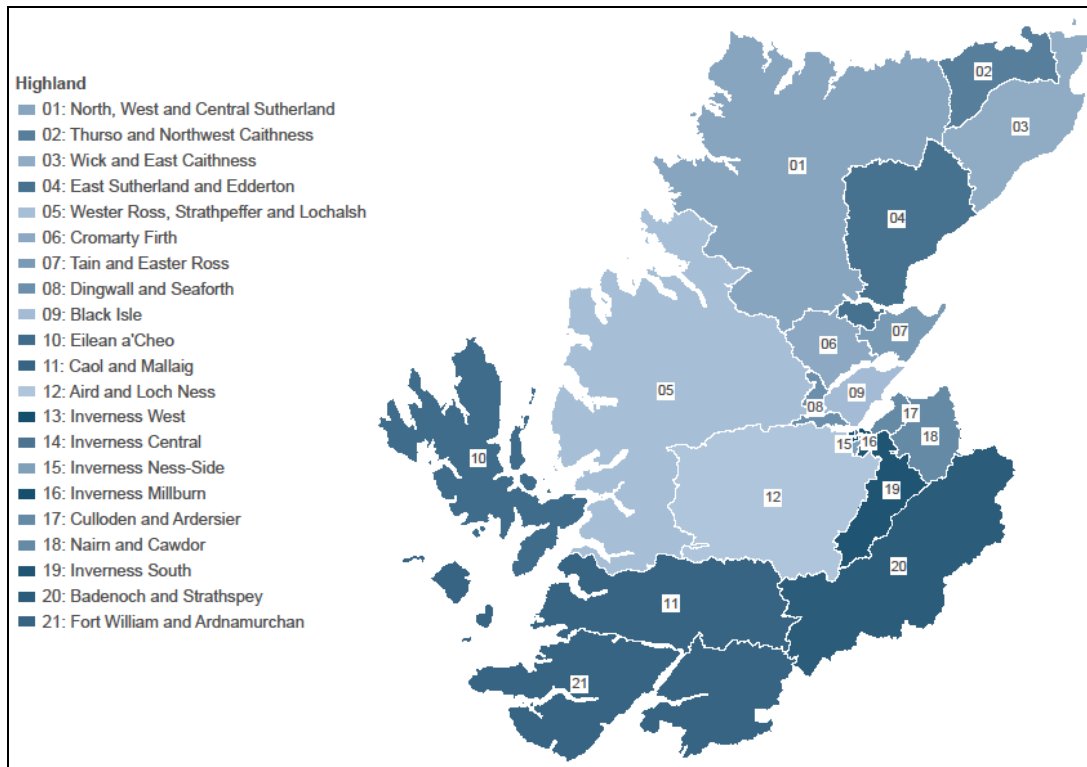 Highland
01: North, West and Central Sutherland
02: Thurso and Northwest Caithness
03: Wick and East Caithness
04: East Sutherland and Edderton
05: Wester Ross, Strathpeffer and Lochalsh
06: Cromarty Firth
07: Tain and Easter Ross
08: Dingwall and Seaforth
09: Black Isle
10: Eilean a'Cheo
11: Caol and Mallaig
12: Aird and Loch Ness
13: Inverness West
14: Inverness Central
15: Inverness Ness-Side
16: Inverness Millburn
17: Culloden and Ardersier
18: Nairn and Cawdor
19: Inverness South
20: Badenoch and Strathspey
21: Fort William and Ardnamurchan
02
03
01
04
07
06
05
09
08
17
18
15
16
10
19
12
20
11
21